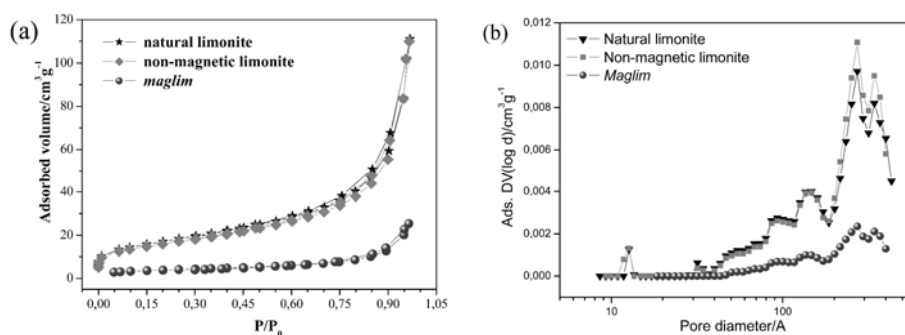 (a)
natural limonite
non-magnetic limonite
maglim
Adsorbed volume/cm³g⁻¹
120
100
80
60
40
20
0
0,00 0,15 0,30 0,45 0,60 0,75 0,90 1,05
P/P₀
(b)
Natural limonite
Non-magnetic limonite
Maglim
Ads. DV(log d)/cm³g⁻¹
0,012
0,010
0,008
0,006
0,004
0,002
0,000
10 100
Pore diameter/A